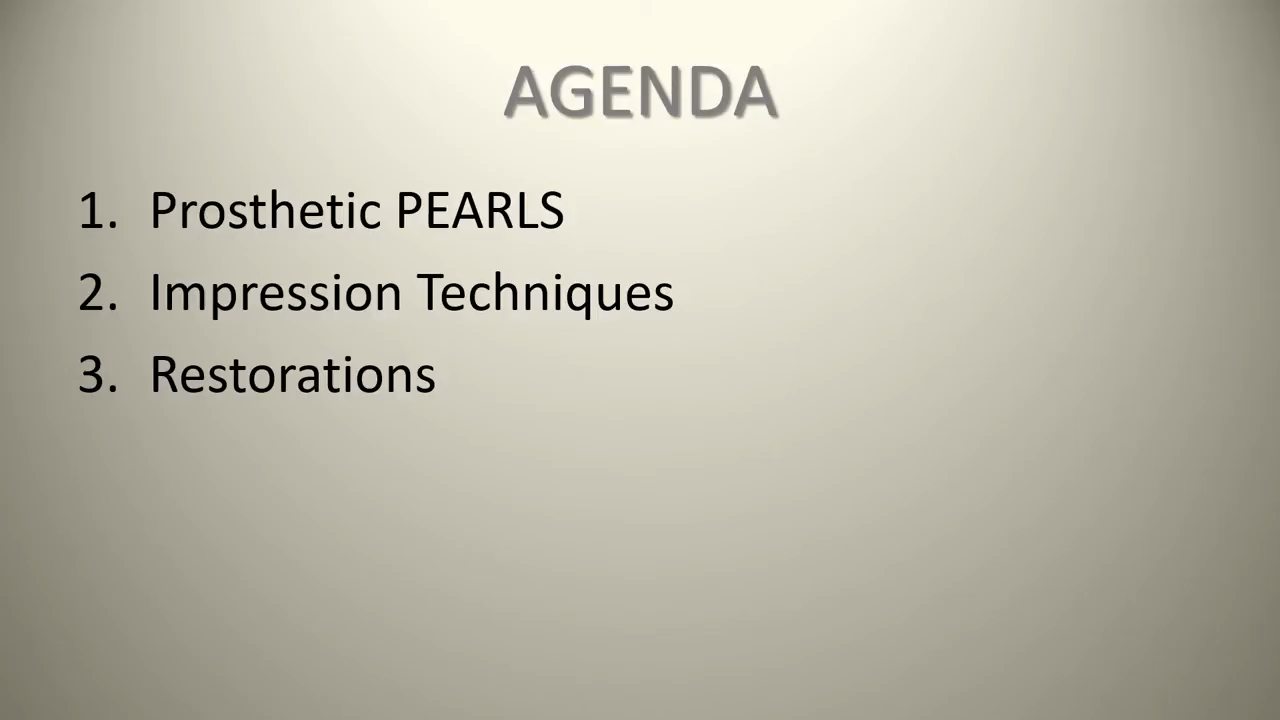 AGENDA
1. Prosthetic PEARLS
2. Impression Techniques
3. Restorations